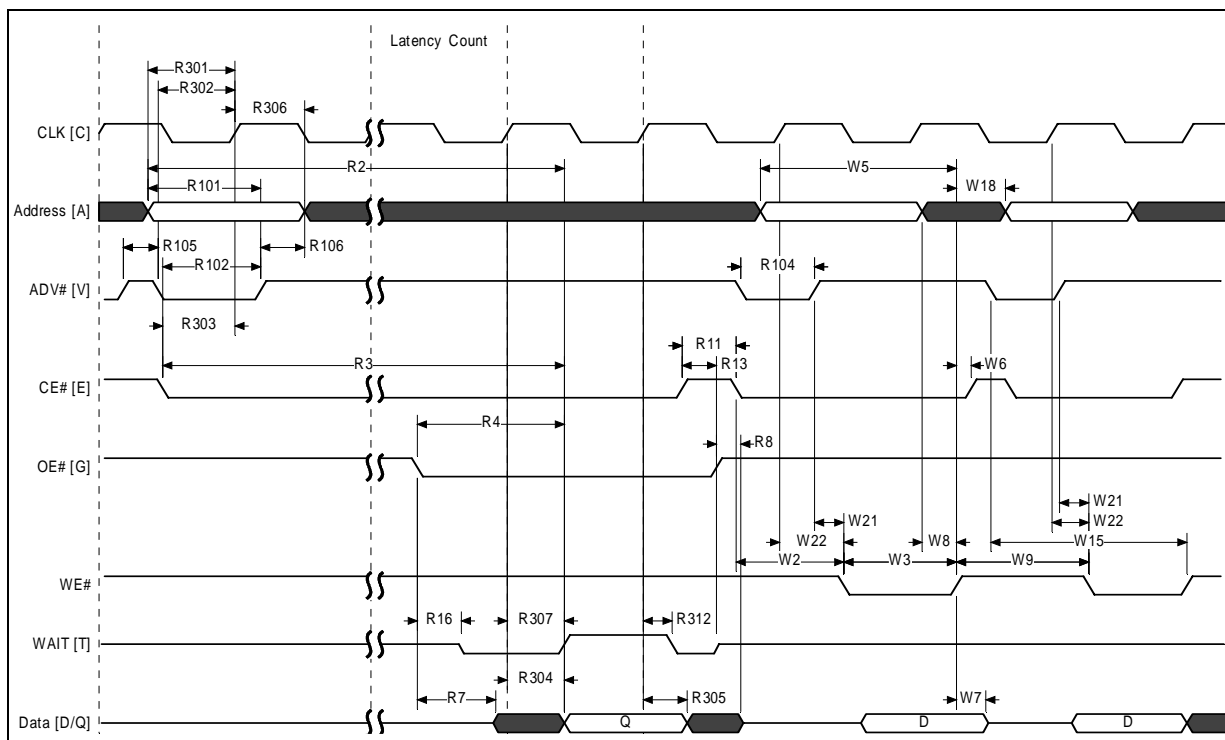 Latency Count
R301
R302
R306
CLK [C]
R2
W5
R101
W18
Address [A]
R105
R106
R102
R104
ADV# [V]
R303
R11
R3
R13
W6
CE# [E]
R4
R8
OE# [G]
W21
W21
W22
W22
W8
W15
W2
W3
W9
WE#
R16
R307
R312
WAIT [T]
R304
R7
R305
W7
Data [D/Q]
Q
D
D